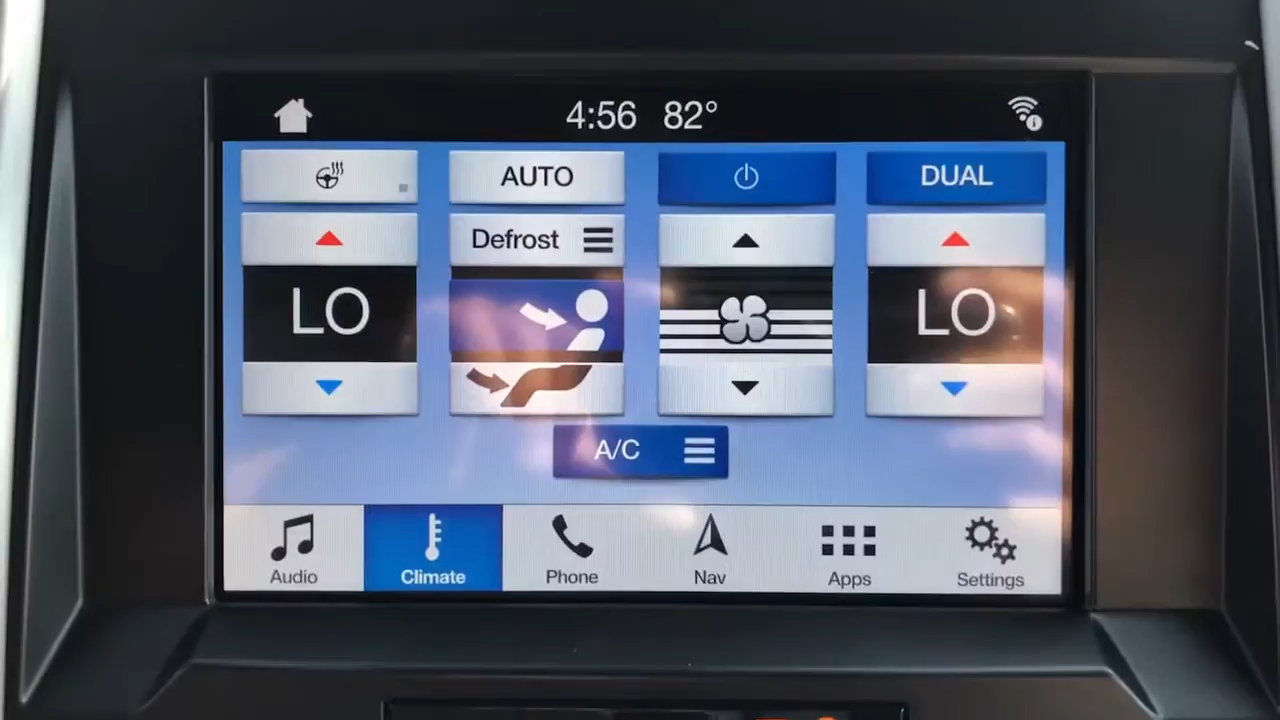 4:56 82°
AUTO
DUAL
Defrost
LO
LO
A/C
Audio
Climate
Phone
Nav
Apps
Settings